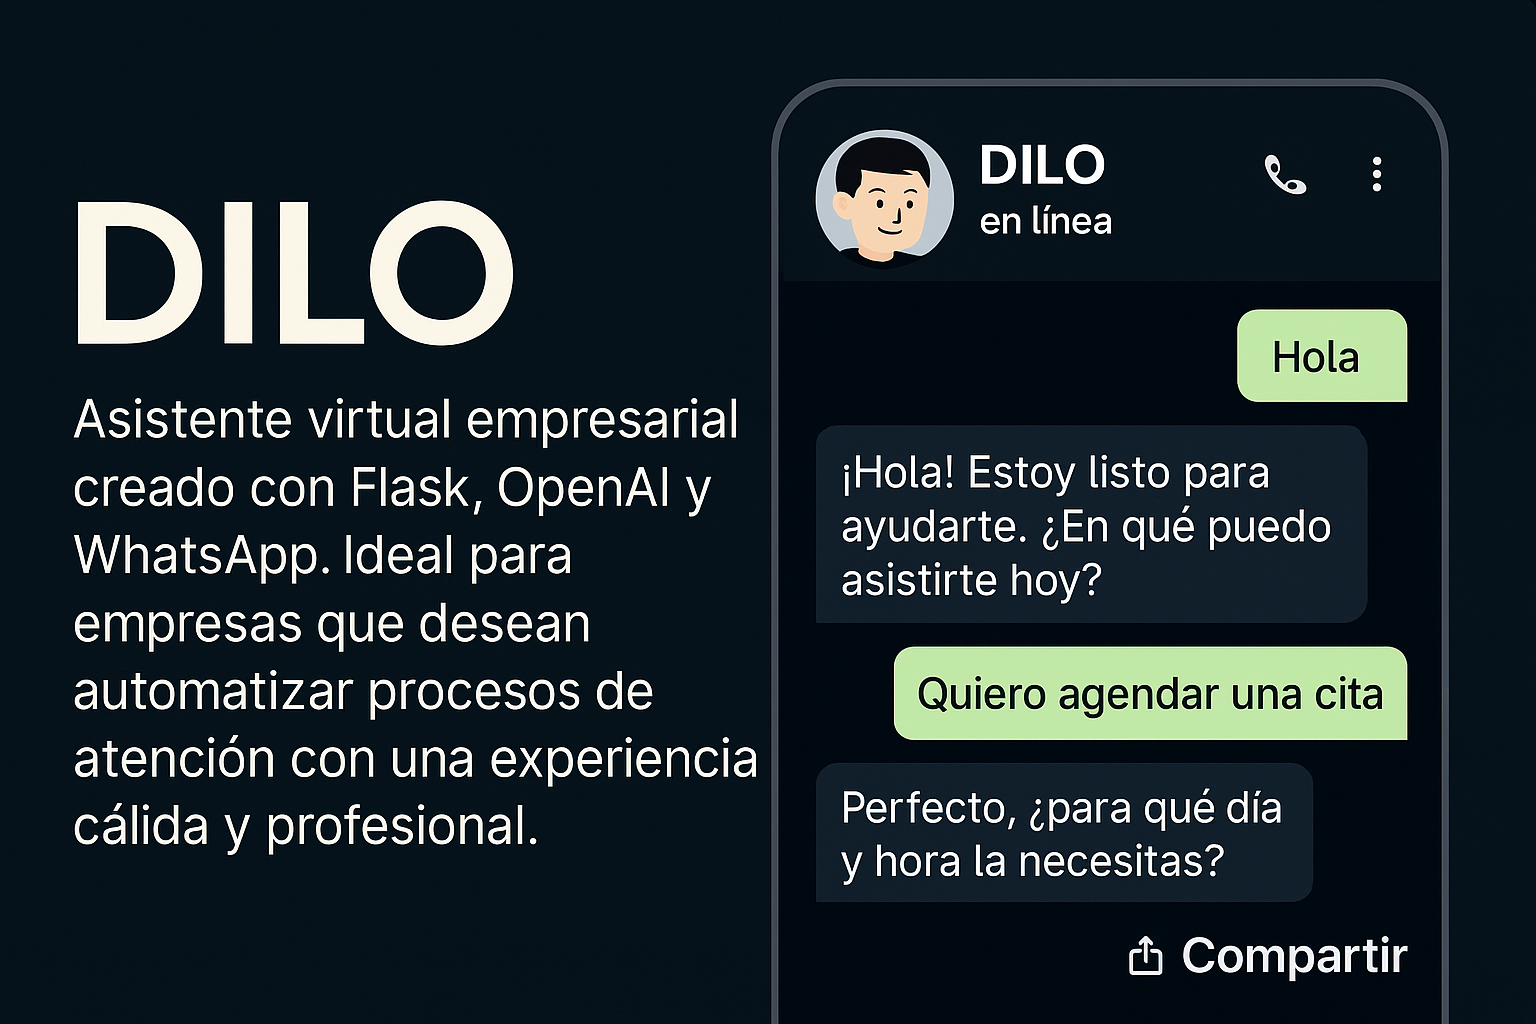 DILO
Asistente virtual empresarial
creado con Flask, OpenAI y
WhatsApp. Ideal para
empresas que desean
automatizar procesos de
atención con una experiencia
cálida y profesional.
DILO
en línea
Hola
¡Hola! Estoy listo para
ayudarte. ¿En qué puedo
asistirte hoy?
Quiero agendar una cita
Perfecto, ¿para qué día
y hora la necesitas?
Compartir